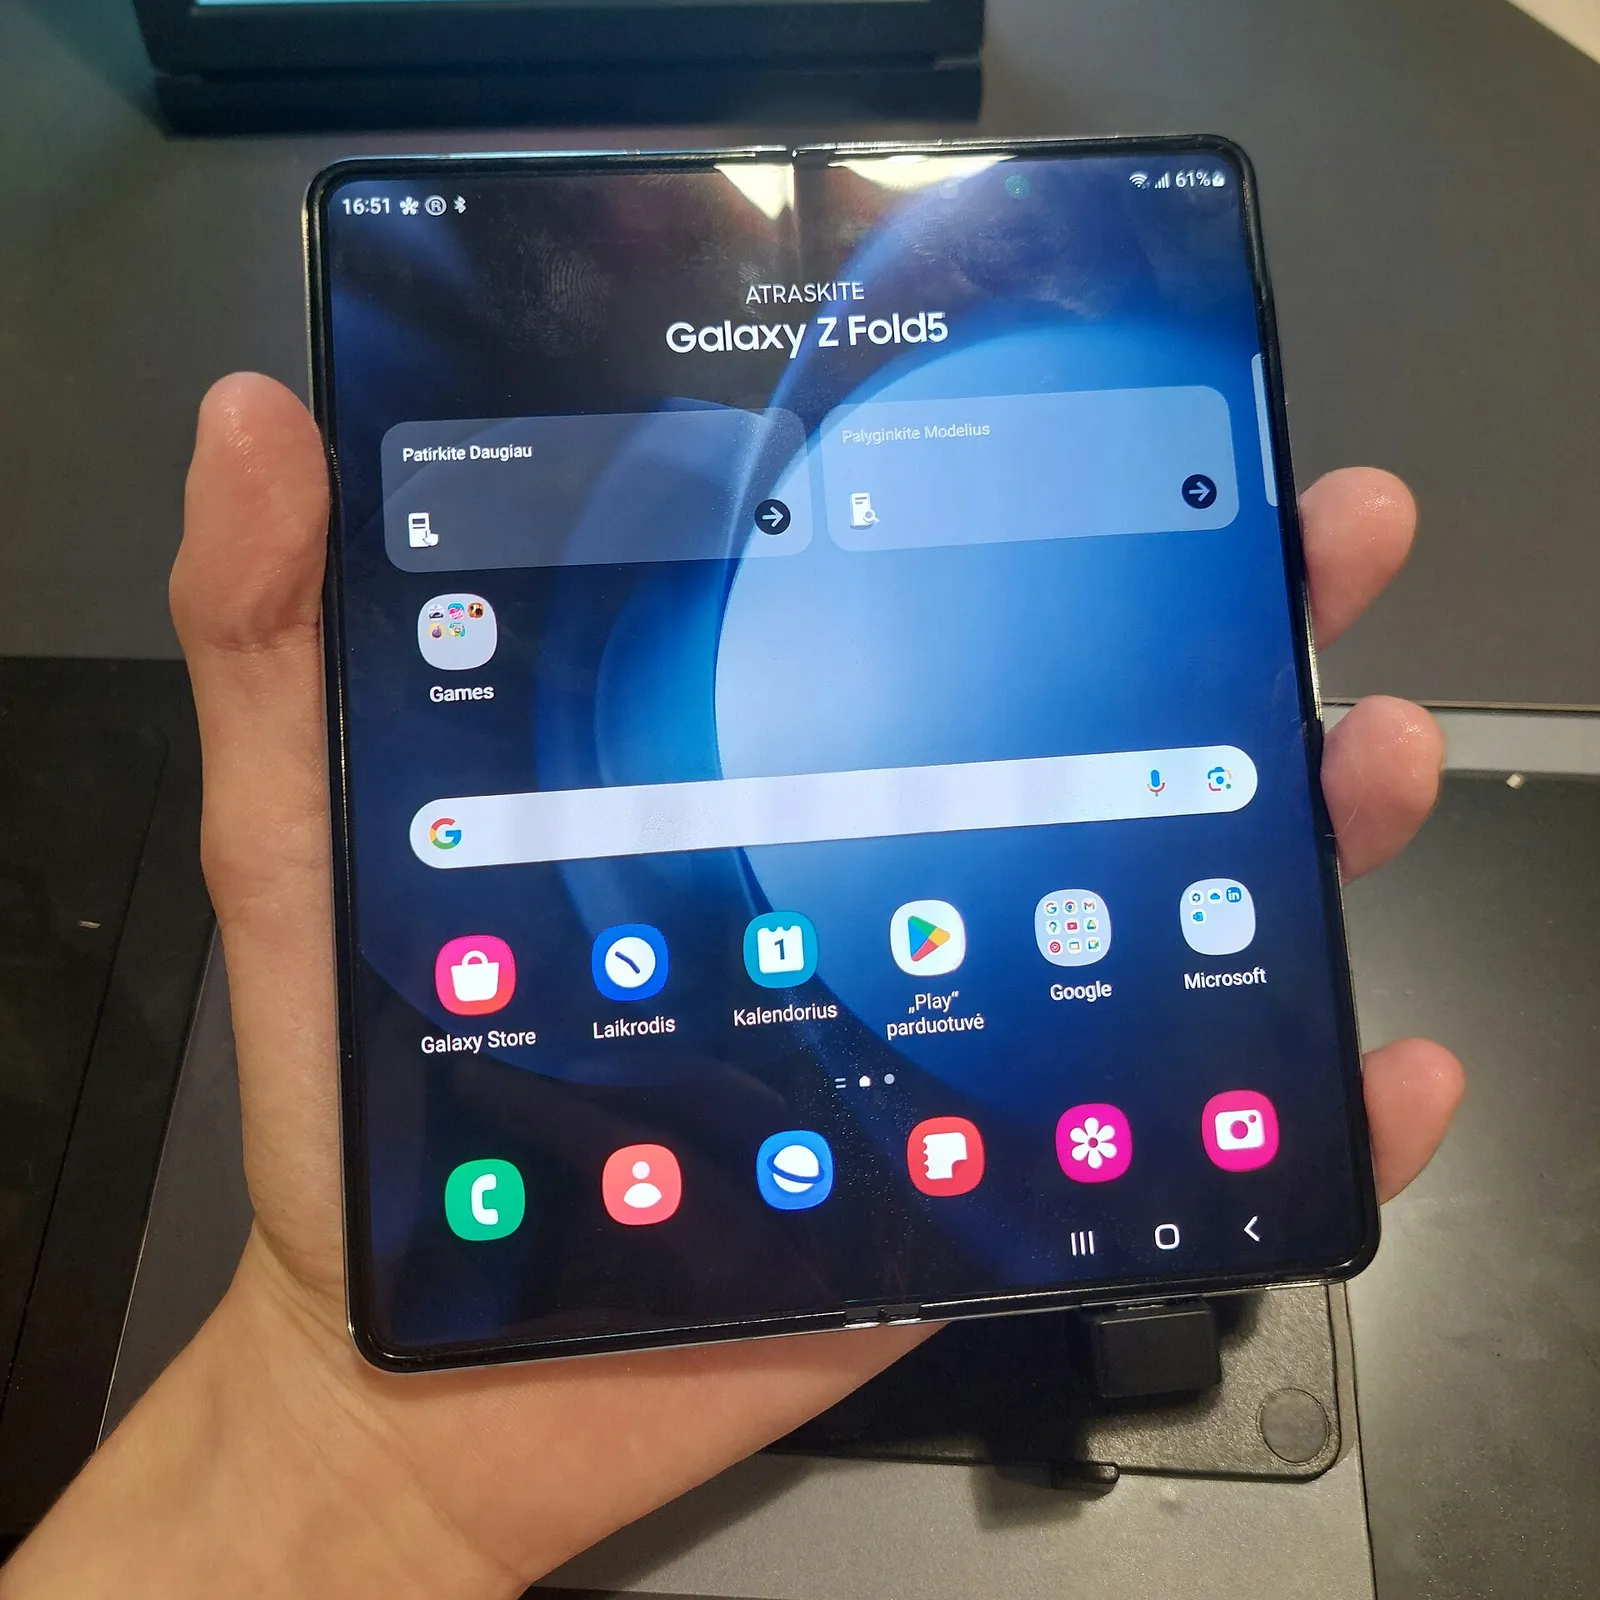 16:51
61%
ATRASKITE
Galaxy Z Fold5
Patirkite Daugiau
Palyginkite Modelius
Games
Galaxy Store
Laikrodis
1
Kalendorius
„Play“
parduotuvė
Google
Microsoft